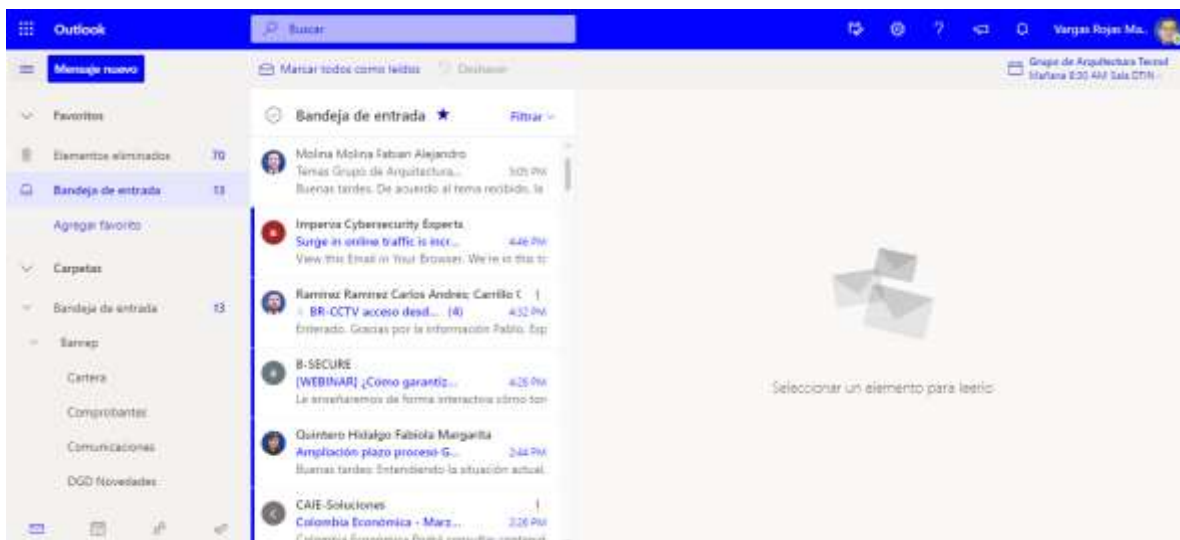 Outlook
Buscar
?
Vargas Rojas Ma..
Mensaje nuevo
Marcar todos como leídos
Deshacer
Grupo de Arquitectura Tecnol
Mañana 8:30 AM Sala DTIN
Favoritos
Elementos eliminados 70
Bandeja de entrada 13
Agregar favorito
Carpetas
Bandeja de entrada 13
Banrep
Cartera
Comprobantes
Comunicaciones
DGD Novedades
Bandeja de entrada ★ Filtrar
Molina Molina Fabian Alejandro
Temas Grupo de Arquitectura... 5:05 PM
Buenas tardes. De acuerdo al tema recibido, la
Imperva Cybersecurity Experts
Surge in online traffic is incr... 4:46 PM
View this Email in Your Browser. We're in this to
Ramirez Ramirez Carlos Andres; Carrillo C
BR-CCTV acceso desd... (4) 4:32 PM
Enterado. Gracias por la información Pablo. Esp
B-SECURE
[WEBINAR] ¿Cómo garantiz... 4:26 PM
Le enseñaremos de forma interactiva cómo ton
Quintero Hidalgo Fabiola Margarita
Ampliación plazo proceso G... 2:44 PM
Buenas tardes: Entendiendo la situación actual,
CAIE-Soluciones
Colombia Económica - Marz... 2:26 PM
Colombia Económica
Seleccionar un elemento para leerlo